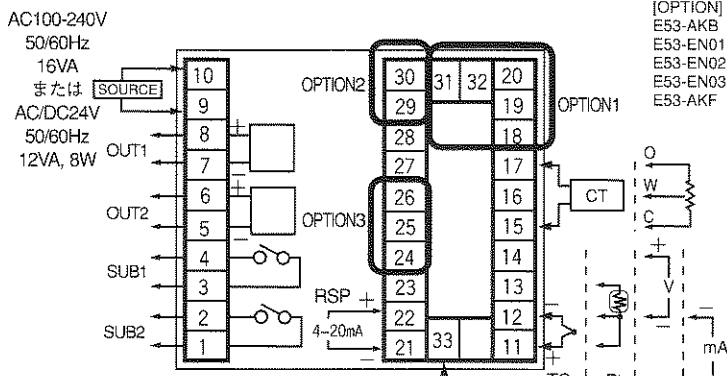 AC100-240V
50/60Hz
16VA
または SOURCE
AC/DC24V
50/60Hz
12VA, 8W
OUT1
OUT2
SUB1
SUB2
10
9
8
7
6
5
4
3
2
1
+
−
+
−
OPTION2
OPTION3
RSP +
4~20mA
−
30
29
28
27
26
25
24
23
22
21
31 32
33
20
19
18
17
16
15
14
13
12
11
OPTION1
[OPTION]
E53-AKB
E53-EN01
E53-EN02
E53-EN03
E53-AKF
CT
O
W
C
+
V
−
−
mA
−
+